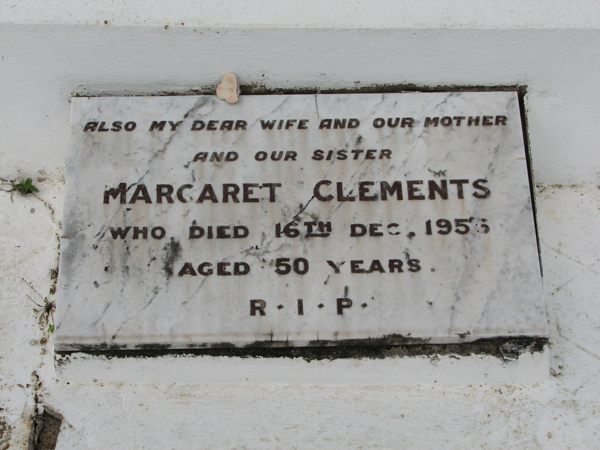 ALSO MY DEAR WIFE AND OUR MOTHER
AND OUR SISTER
MARGARET CLEMENTS
WHO DIED 16TH DEC.
AGED 50 YEARS.
R · I · P ·